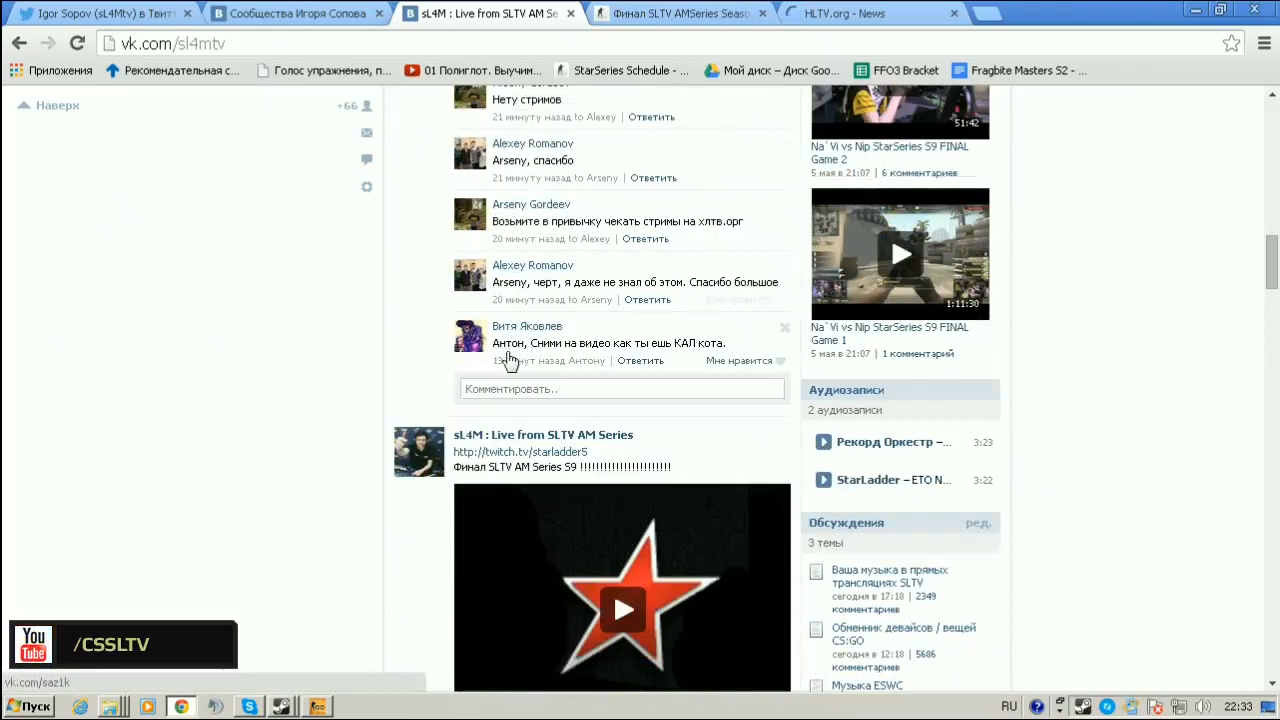 Igor Sopov (sL4Mtv) в Твитт
Сообщества Игоря Сопова
sL4M : Live from SLTV AM Se
Финал SLTV AMSeries Seaso
HLTV.org - News
vk.com/sl4mtv
Приложения
Рекомендательная с...
Голос упражнения, п...
01 Полиглот. Выучим...
StarSeries Schedule - ...
Мой диск – Диск Goo...
FFO3 Bracket
Fragbite Masters S2 - ...
Наверх
+66
Нету стримов
21 минуту назад to Alexey | Ответить
Alexey Romanov
Arseny, спасибо
21 минуту назад to Arseny | Ответить
Arseny Gordeev
Возьмите в привычку чекать стримы на хлтв.орг
20 минут назад to Alexey | Ответить
Alexey Romanov
Arseny, черт, я даже не знал об этом. Спасибо большое
20 минут назад to Arseny | Ответить
Витя Яковлев
Антон, Сними на видео как ты ешь КАЛ кота.
назад Антону | Ответить
Мне нравится
Комментировать..
sL4M : Live from SLTV AM Series
http://twitch.tv/starladder5
Финал SLTV AM Series S9 !!!!!!!!!!!!!!!!!!!!!!!
51:42
Na`Vi vs Nip StarSeries S9 FINAL
Game 2
5 мая в 21:07 | 6 комментариев
1:11:30
Na`Vi vs Nip StarSeries S9 FINAL
Game 1
5 мая в 21:07 | 1 комментарий
Аудиозаписи
2 аудиозаписи
Рекорд Оркестр –...
3:23
StarLadder – ETO N...
3:22
Обсуждения
ред.
3 темы
Ваша музыка в прямых
трансляциях SLTV
сегодня в 17:18 | 2349
комментариев
Обменник девайсов / вещей
CS:GO
сегодня в 12:18 | 5686
комментариев
Музыка ESWC
You
Tube
/CSSLTV
vk.com/saz1k
Пуск
RU
22:33